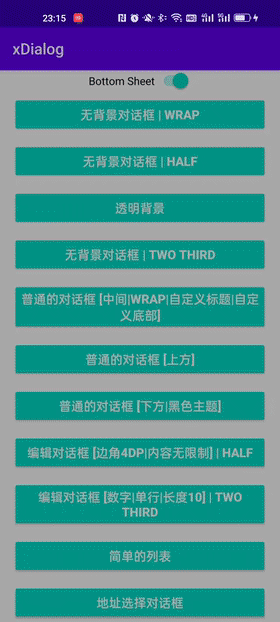 23:15
xDialog
Bottom Sheet
无背景对话框 | WRAP
无背景对话框 | HALF
透明背景
无背景对话框 | TWO THIRD
普通的对话框 [中间|WRAP|自定义标题|自定
义底部]
普通的对话框 [上方]
普通的对话框 [下方|黑色主题]
编辑对话框 [边角4DP|内容无限制] | HALF
编辑对话框 [数字|单行|长度10] | TWO
THIRD
简单的列表
地址选择对话框